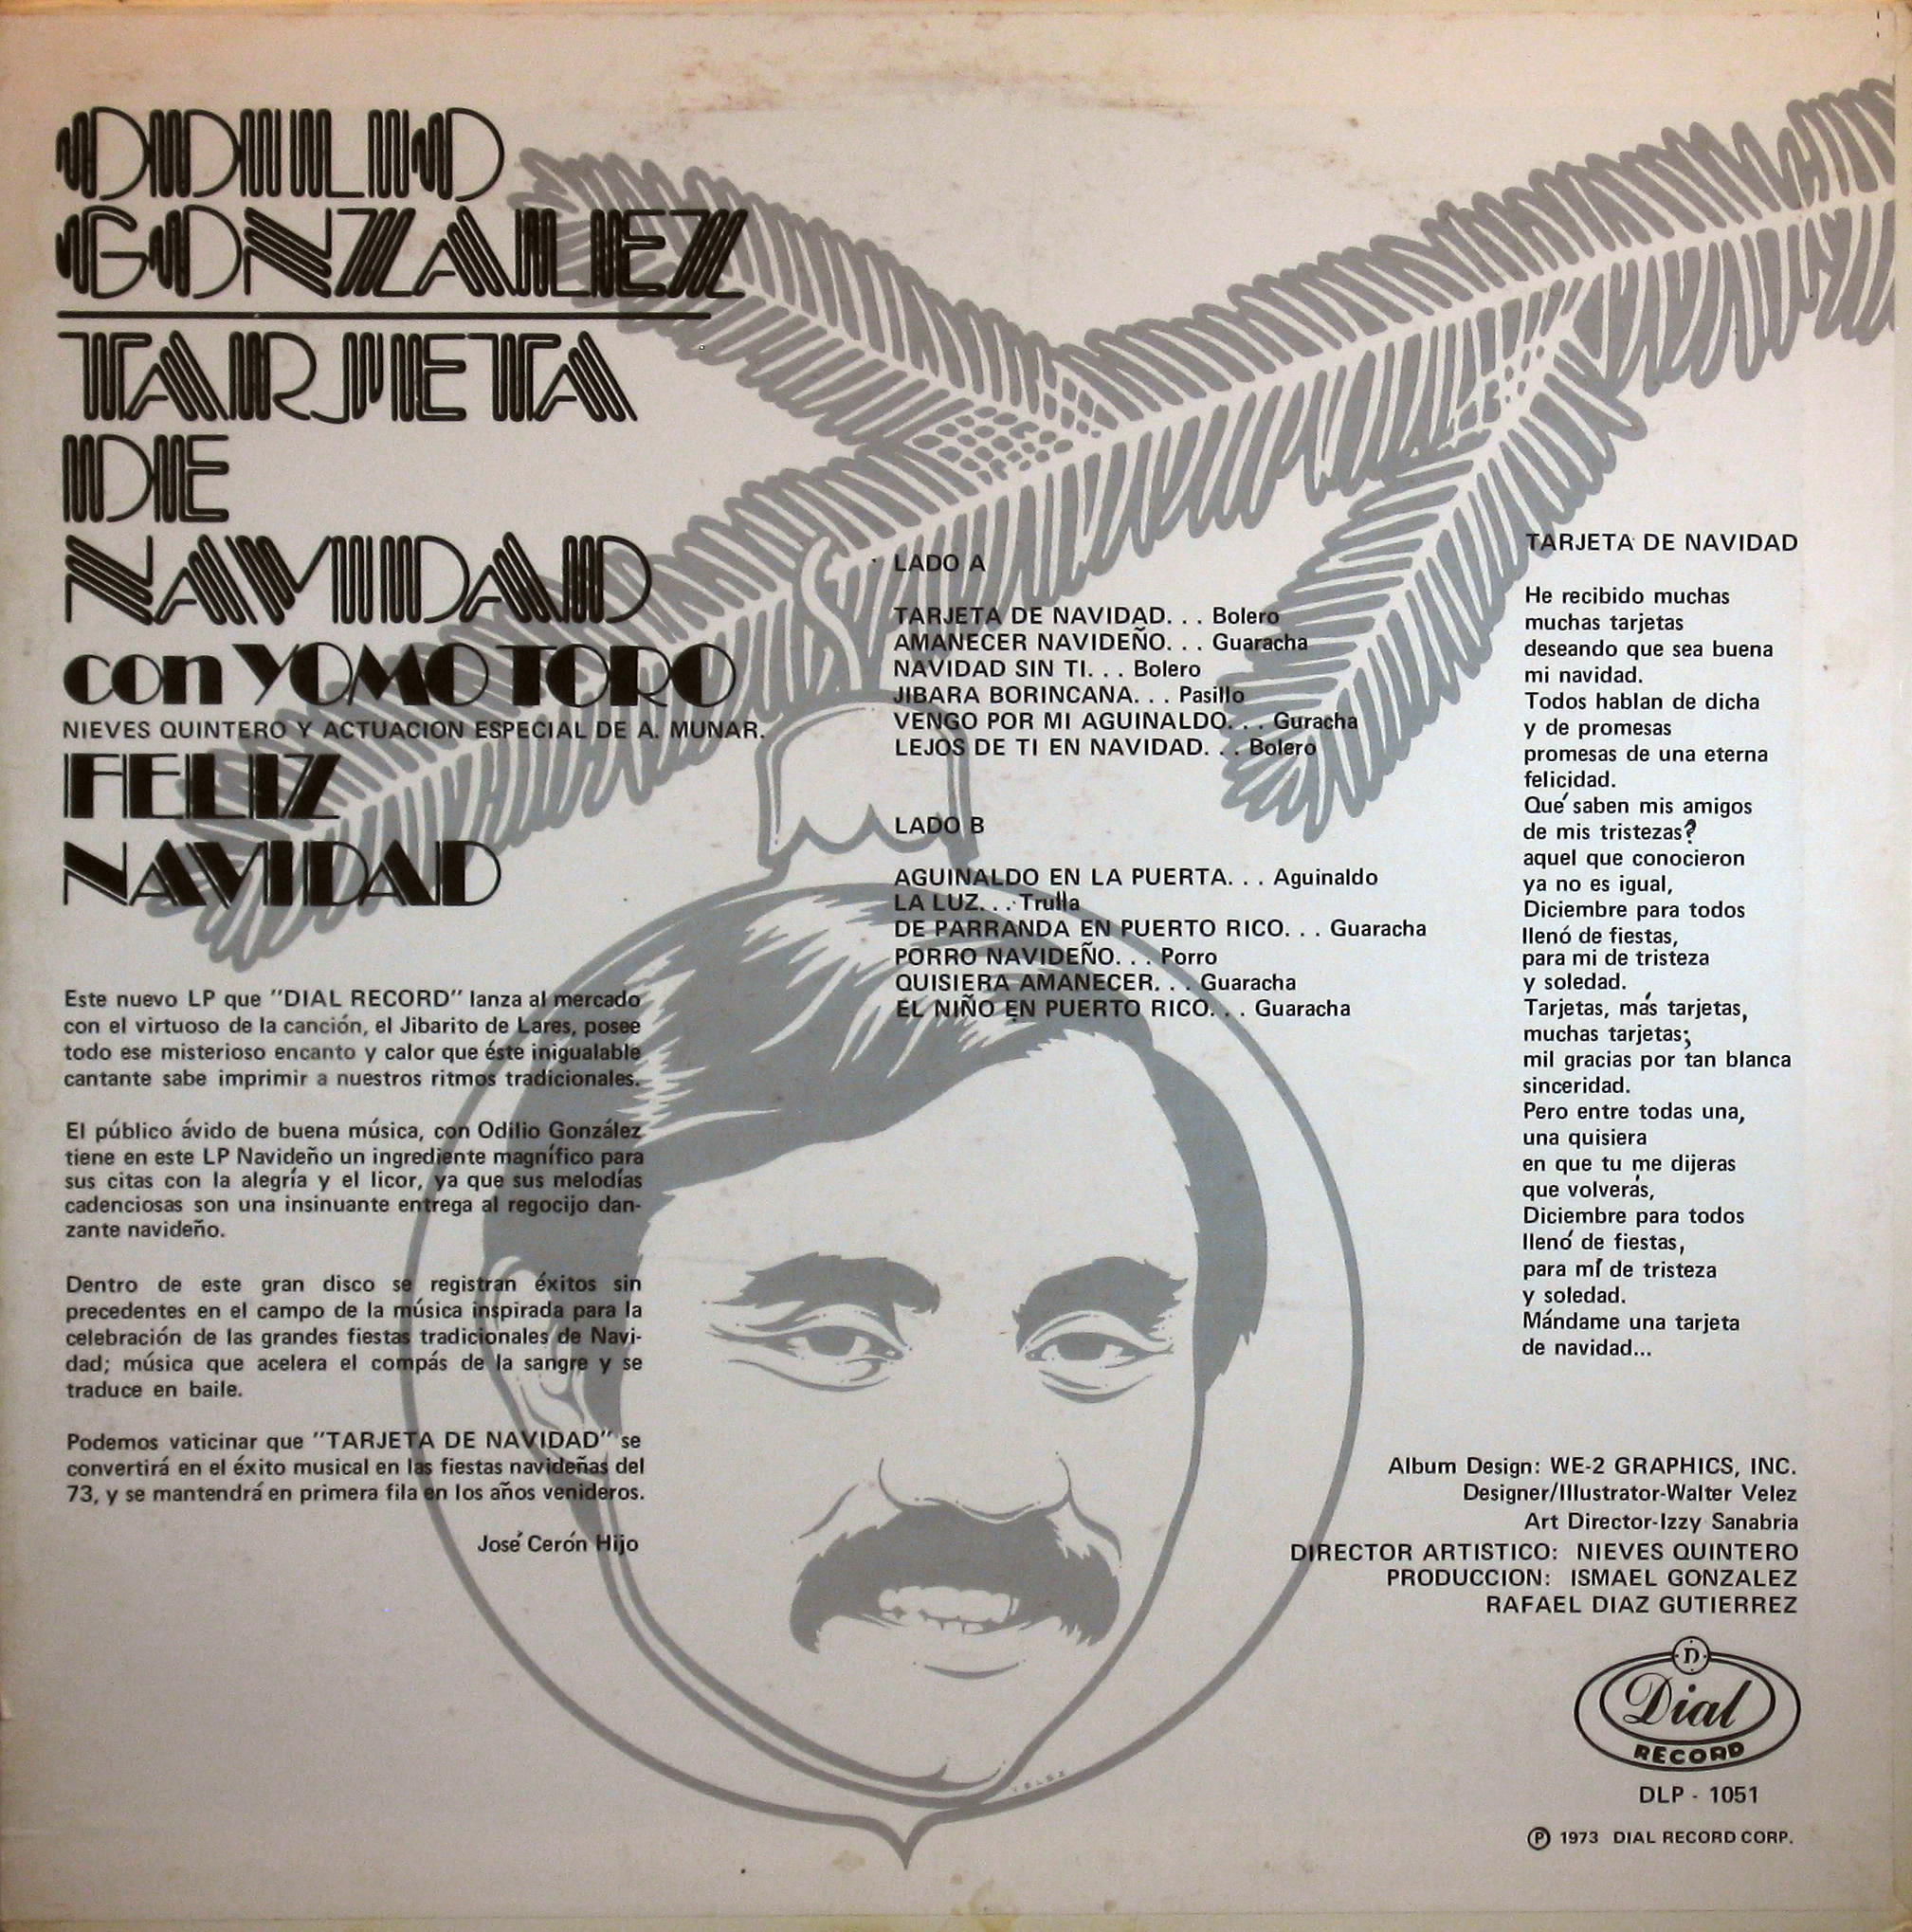 ODILIO
GONZÁLEZ
TARJETA
DE
NAVIDAD
con YOMO TORO
NIEVES QUINTERO Y ACTUACION ESPECIAL DE A. MUNAR.
FELIZ
NAVIDAD
Este nuevo LP que "DIAL RECORD" lanza al mercado
con el virtuoso de la canción, el Jibarito de Lares, posee
todo ese misterioso encanto y calor que éste inigualable
cantante sabe imprimir a nuestros ritmos tradicionales.
El público ávido de buena música, con Odilio González
tiene en este LP Navideño un ingrediente magnífico para
sus citas con la alegría y el licor, ya que sus melodías
cadenciosas son una insinuante entrega al regocijo dan-
zante navideño.
Dentro de este gran disco se registran éxitos sin
precedentes en el campo de la música inspirada para la
celebración de las grandes fiestas tradicionales de Navi-
dad; música que acelera el compás de la sangre y se
traduce en baile.
Podemos vaticinar que "TARJETA DE NAVIDAD" se
convertirá en el éxito musical en las fiestas navideñas del
73, y se mantendrá en primera fila en los años venideros.
José Cerón Hijo
LADO A
TARJETA DE NAVIDAD. . . Bolero
AMANECER NAVIDEÑO. . . Guaracha
NAVIDAD SIN TI. . . Bolero
JIBARA BORINCANA. . . Pasillo
VENGO POR MI AGUINALDO. . . Guracha
LEJOS DE TI EN NAVIDAD. . . Bolero
LADO B
AGUINALDO EN LA PUERTA. . . Aguinaldo
LA LUZ. . . Trulla
DE PARRANDA EN PUERTO RICO. . . Guaracha
PORRO NAVIDEÑO. . . Porro
QUISIERA AMANECER. . . Guaracha
EL NIÑO EN PUERTO RICO. . . Guaracha
TARJETA DE NAVIDAD
He recibido muchas
muchas tarjetas
deseando que sea buena
mi navidad.
Todos hablan de dicha
y de promesas
promesas de una eterna
felicidad.
Qué saben mis amigos
de mis tristezas?
aquel que conocieron
ya no es igual,
Diciembre para todos
llenó de fiestas,
para mi de tristeza
y soledad.
Tarjetas, más tarjetas,
muchas tarjetas;
mil gracias por tan blanca
sinceridad.
Pero entre todas una,
una quisiera
en que tu me dijeras
que volverás,
Diciembre para todos
llenó de fiestas,
para mí de tristeza
y soledad.
Mándame una tarjeta
de navidad...
Album Design: WE-2 GRAPHICS, INC.
Designer/Illustrator-Walter Velez
Art Director-Izzy Sanabria
DIRECTOR ARTISTICO: NIEVES QUINTERO
PRODUCCION: ISMAEL GONZALEZ
RAFAEL DIAZ GUTIERREZ
D
Dial
RECORD
DLP - 1051
℗ 1973 DIAL RECORD CORP.
VELEZ